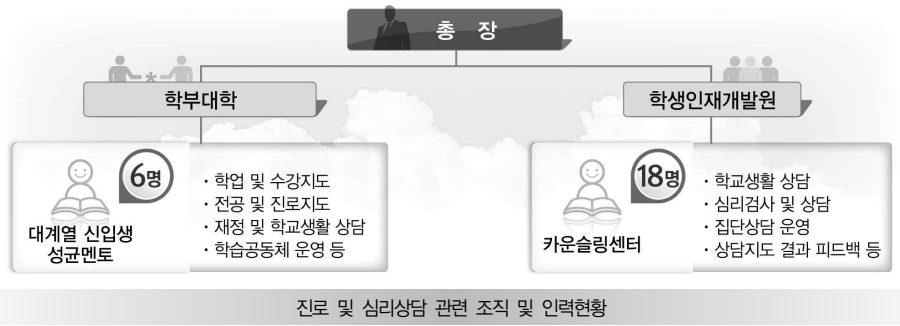 총 장
학부대학
학생인재개발원
6명
대계열 신입생
성균멘토
· 학업 및 수강지도
· 전공 및 진로지도
· 재정 및 학교생활 상담
· 학습공동체 운영 등
18명
카운슬링센터
· 학교생활 상담
· 심리검사 및 상담
· 집단상담 운영
· 상담지도 결과 피드백 등
진로 및 심리상담 관련 조직 및 인력현황